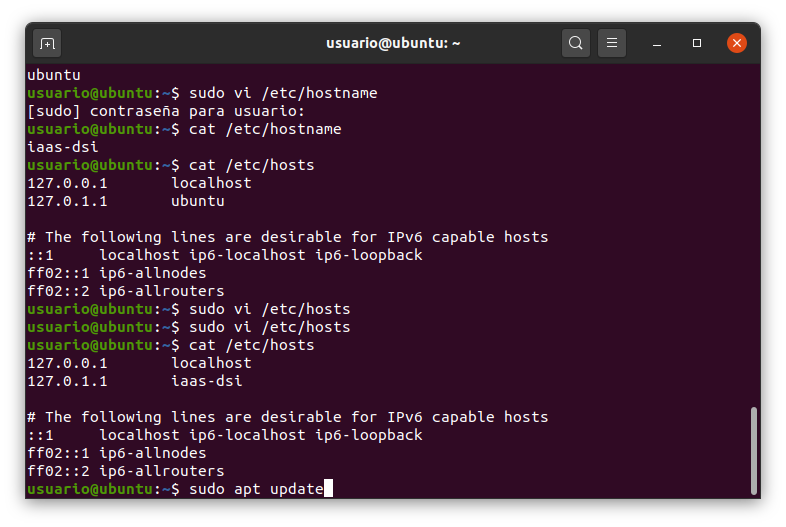 usuario@ubuntu: ~
ubuntu
usuario@ubuntu:~$ sudo vi /etc/hostname
[sudo] contraseña para usuario:
usuario@ubuntu:~$ cat /etc/hostname
iaas-dsi
usuario@ubuntu:~$ cat /etc/hosts
127.0.0.1       localhost
127.0.1.1       ubuntu

# The following lines are desirable for IPv6 capable hosts
::1     localhost ip6-localhost ip6-loopback
ff02::1 ip6-allnodes
ff02::2 ip6-allrouters
usuario@ubuntu:~$ sudo vi /etc/hosts
usuario@ubuntu:~$ sudo vi /etc/hosts
usuario@ubuntu:~$ cat /etc/hosts
127.0.0.1       localhost
127.0.1.1       iaas-dsi

# The following lines are desirable for IPv6 capable hosts
::1     localhost ip6-localhost ip6-loopback
ff02::1 ip6-allnodes
ff02::2 ip6-allrouters
usuario@ubuntu:~$ sudo apt update